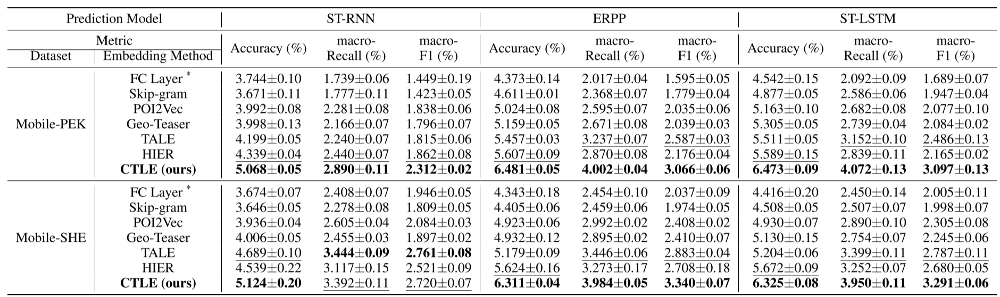 Prediction Model ST-RNN ERPP ST-LSTM
Metric Accuracy (%) macro-Recall (%) macro-F1 (%) Accuracy (%) macro-Recall (%) macro-F1 (%) Accuracy (%) macro-Recall (%) macro-F1 (%)
Dataset Embedding Method
FC Layer * 3.744±0.10 1.739±0.06 1.449±0.19 4.373±0.14 2.017±0.04 1.595±0.05 4.542±0.15 2.092±0.09 1.689±0.07
Skip-gram 3.671±0.11 1.777±0.11 1.423±0.05 4.611±0.01 2.368±0.07 1.779±0.04 4.877±0.05 2.586±0.06 1.947±0.04
POI2Vec 3.992±0.08 2.281±0.08 1.838±0.06 5.024±0.08 2.595±0.07 2.035±0.06 5.163±0.10 2.682±0.08 2.077±0.10
Mobile-PEK Geo-Teaser 3.998±0.13 2.166±0.07 1.796±0.07 5.159±0.05 2.671±0.08 2.039±0.03 5.305±0.05 2.739±0.04 2.084±0.02
TALE 4.199±0.05 2.240±0.07 1.815±0.06 5.457±0.03 3.237±0.07 2.587±0.03 5.511±0.05 3.152±0.10 2.486±0.13
HIER 4.339±0.04 2.440±0.07 1.862±0.08 5.607±0.09 2.870±0.08 2.176±0.04 5.589±0.15 2.839±0.11 2.165±0.02
CTLE (ours) 5.068±0.05 2.890±0.11 2.312±0.02 6.481±0.05 4.002±0.04 3.066±0.06 6.473±0.09 4.072±0.13 3.097±0.13
FC Layer * 3.674±0.07 2.408±0.07 1.946±0.05 4.343±0.18 2.454±0.10 2.037±0.09 4.416±0.20 2.450±0.14 2.005±0.11
Skip-gram 3.646±0.05 2.278±0.08 1.809±0.05 4.405±0.06 2.459±0.06 1.974±0.05 4.508±0.05 2.507±0.07 1.998±0.07
POI2Vec 3.936±0.04 2.605±0.04 2.084±0.03 4.923±0.06 2.992±0.02 2.408±0.02 4.930±0.07 2.890±0.10 2.305±0.08
Mobile-SHE Geo-Teaser 4.006±0.05 2.455±0.03 1.897±0.02 4.932±0.12 2.895±0.02 2.410±0.07 5.130±0.15 2.754±0.07 2.245±0.06
TALE 4.689±0.10 3.444±0.09 2.761±0.08 5.179±0.09 3.446±0.06 2.883±0.04 5.204±0.06 3.399±0.11 2.787±0.11
HIER 4.539±0.22 3.117±0.15 2.521±0.09 5.624±0.16 3.273±0.17 2.708±0.18 5.672±0.09 3.252±0.07 2.680±0.05
CTLE (ours) 5.124±0.20 3.392±0.11 2.720±0.07 6.311±0.04 3.984±0.05 3.340±0.07 6.325±0.08 3.950±0.11 3.291±0.06